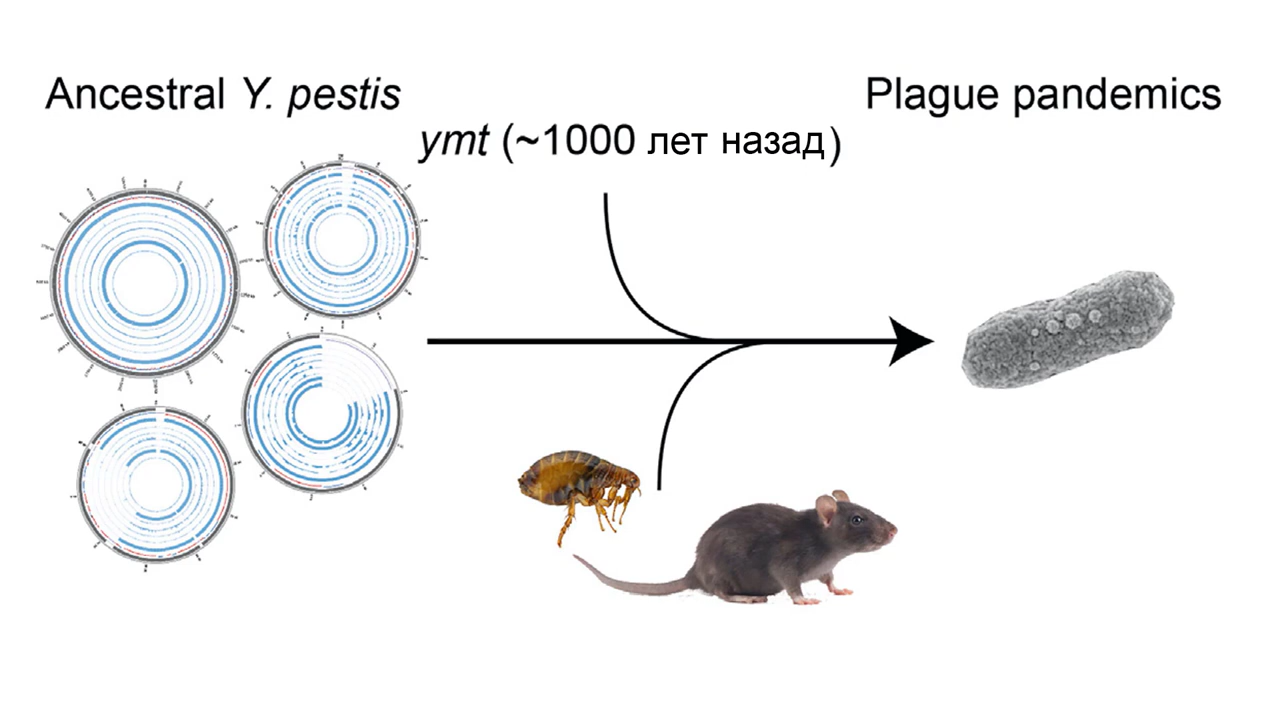 Ancestral Y. pestis
Plague pandemics
ymt (~1000 лет назад)